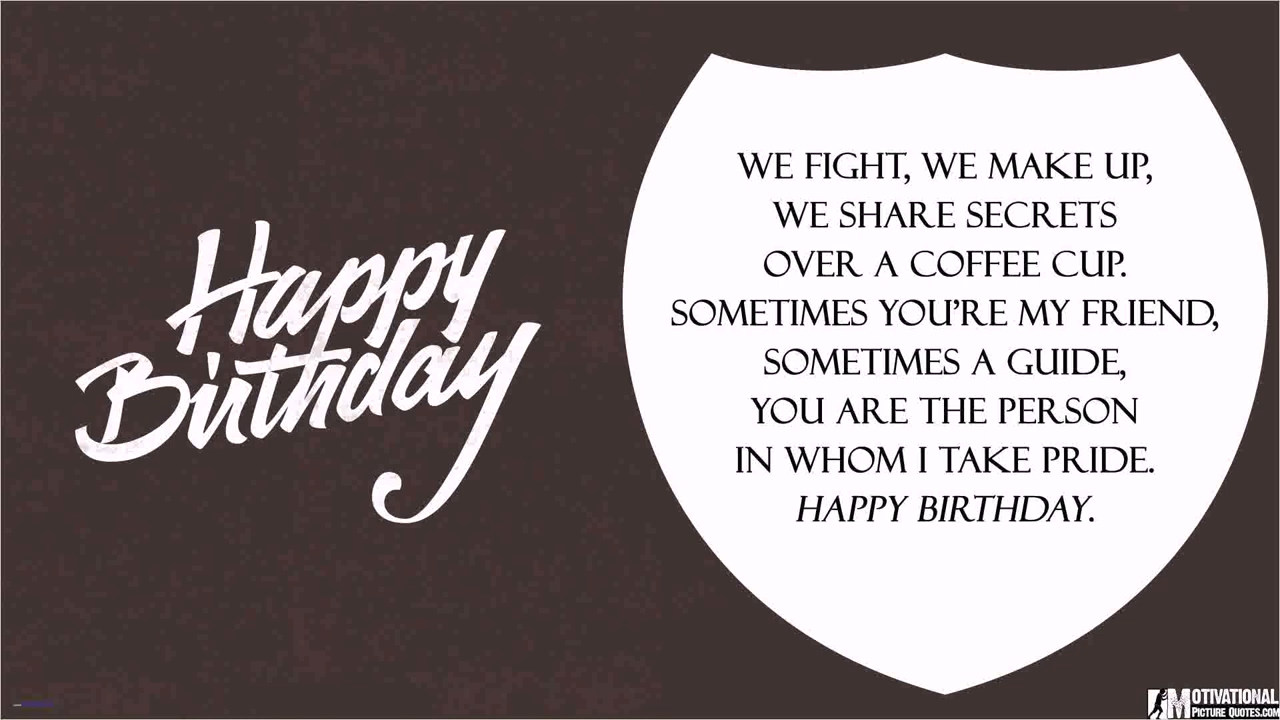 Happy
Birthday
WE FIGHT, WE MAKE UP,
WE SHARE SECRETS
OVER A COFFEE CUP.
SOMETIMES YOU'RE MY FRIEND,
SOMETIMES A GUIDE,
YOU ARE THE PERSON
IN WHOM I TAKE PRIDE.
HAPPY BIRTHDAY.
MOTIVATIONAL
PICTURE QUOTES.COM